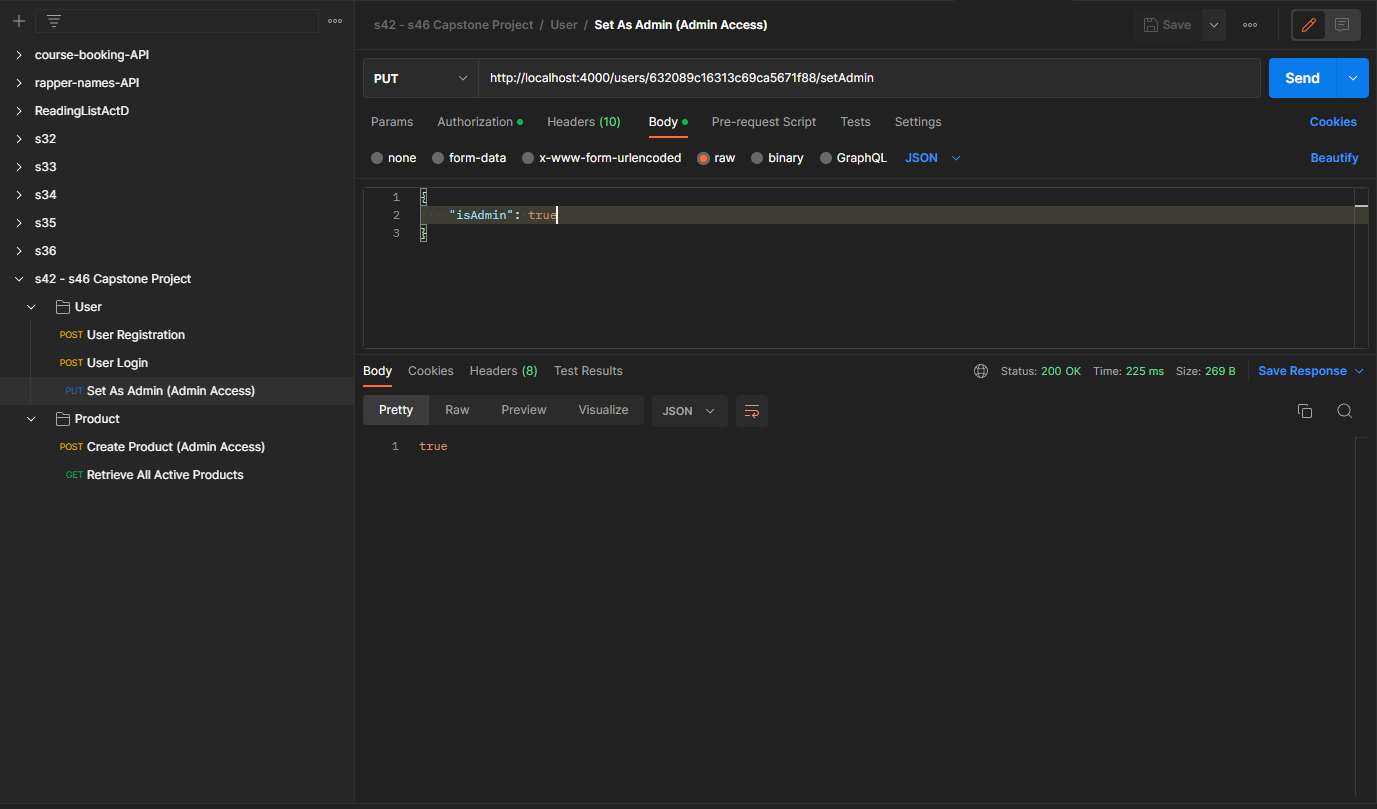 s42 - s46 Capstone Project / User / Set As Admin (Admin Access)
Save
course-booking-API
rapper-names-API
ReadingListActD
s32
s33
s34
s35
s36
s42 - s46 Capstone Project
User
POST User Registration
POST User Login
PUT Set As Admin (Admin Access)
Product
POST Create Product (Admin Access)
GET Retrieve All Active Products
PUT http://localhost:4000/users/632089c16313c69ca5671f88/setAdmin Send
Params Authorization Headers (10) Body Pre-request Script Tests Settings Cookies
none form-data x-www-form-urlencoded raw binary GraphQL JSON Beautify
1 {
2 "isAdmin": true
3 }
Body Cookies Headers (8) Test Results Status: 200 OK Time: 225 ms Size: 269 B Save Response
Pretty Raw Preview Visualize JSON
1 true